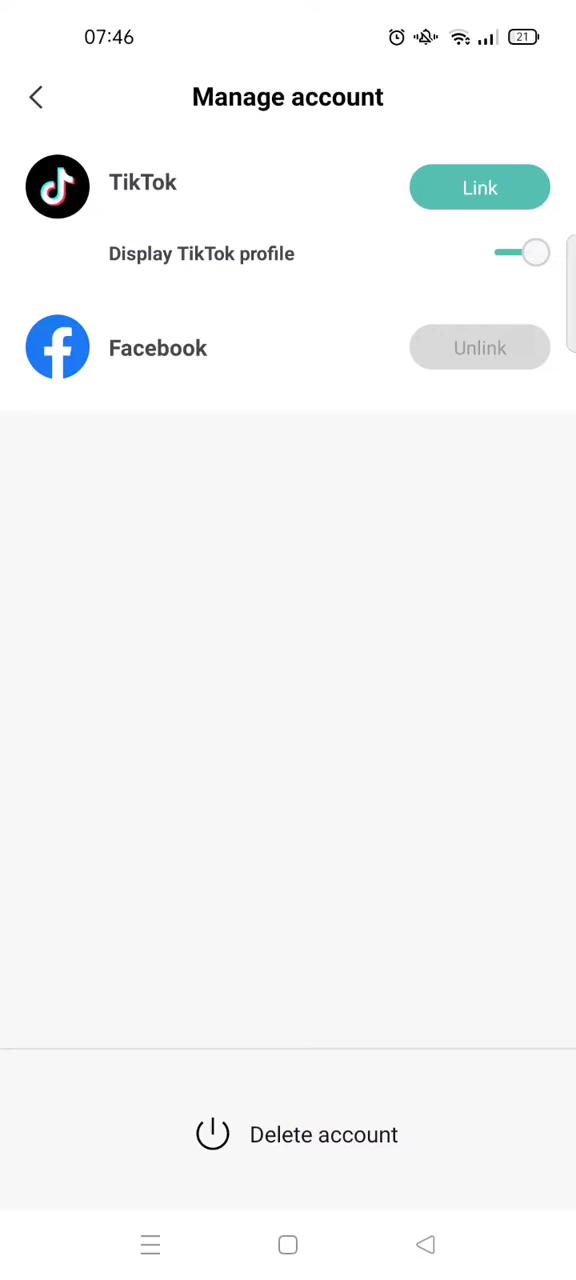 07:46
21
Manage account
TikTok
Link
Display TikTok profile
Facebook
Unlink
Delete account